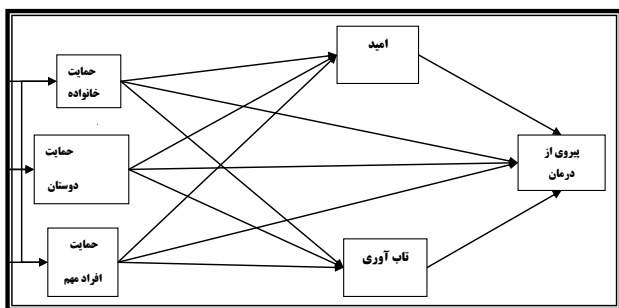 امید
حمایت
خانواده
حمایت
دوستان
پیروی از
درمان
حمایت
افراد مهم
تاب آوری